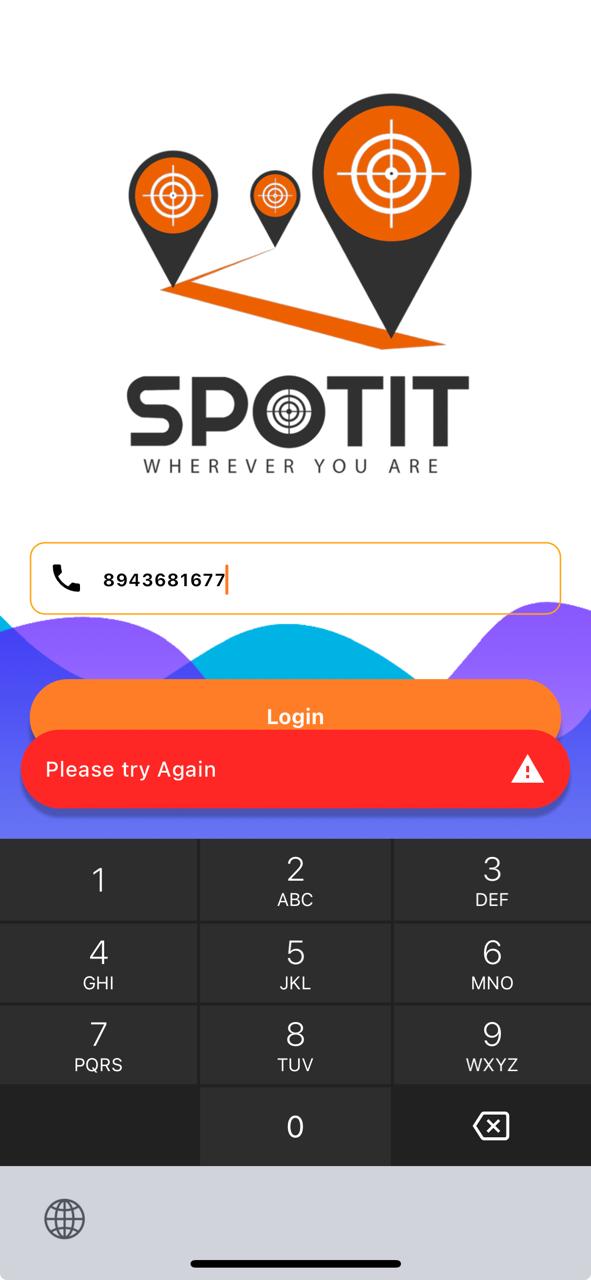 SPOTIT
WHEREVER YOU ARE
8943681677
Login
Please try Again
1
2
ABC
3
DEF
4
GHI
5
JKL
6
MNO
7
PQRS
8
TUV
9
WXYZ
0